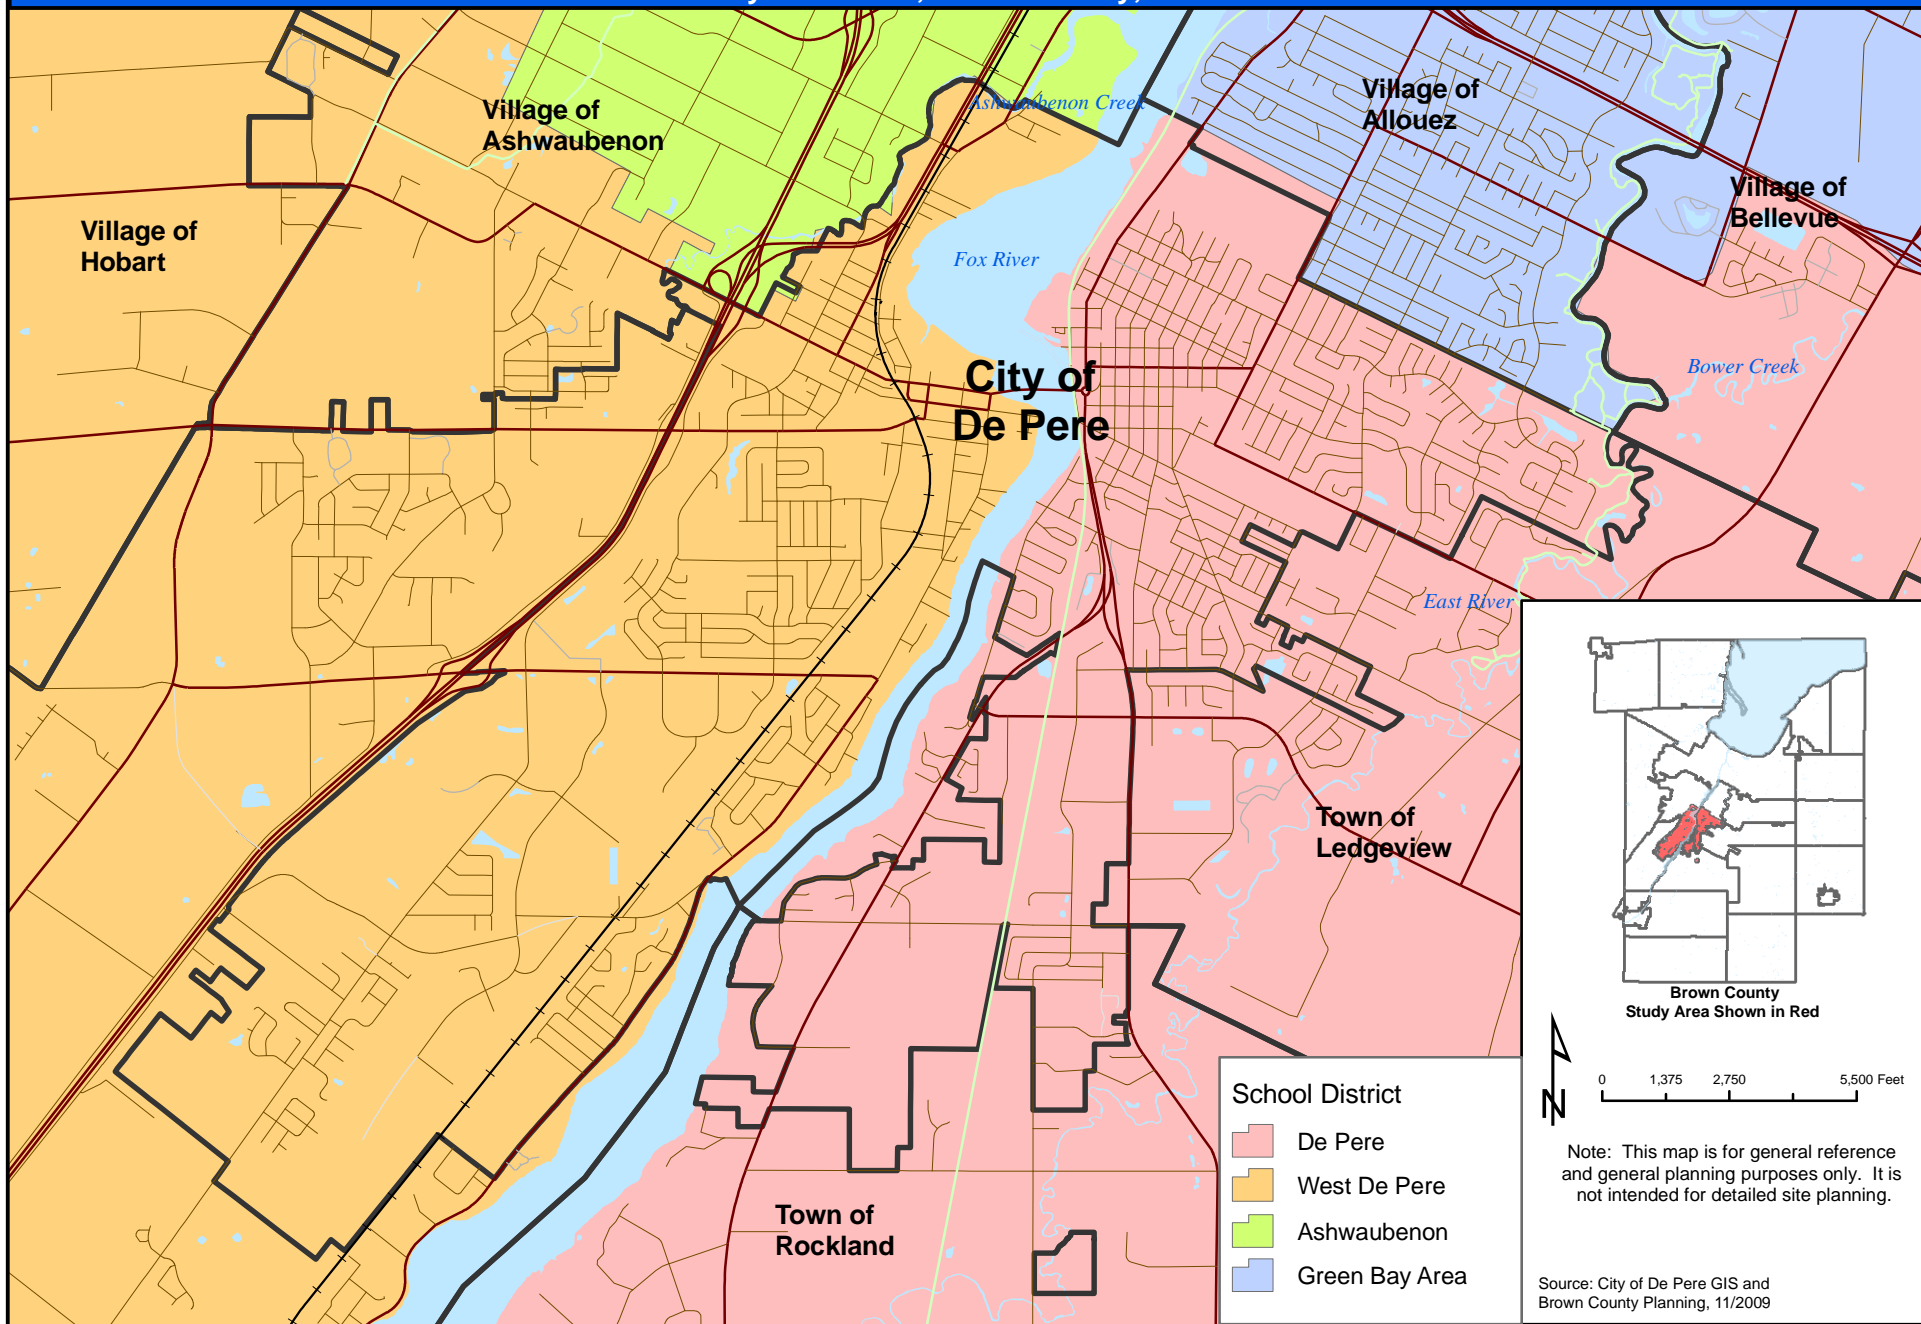 Village of
Ashwaubenon
Ashwaubenon Creek
Village of
Allouez
Village of
Bellevue
Village of
Hobart
Fox River
City of
De Pere
Bower Creek
East River
Town of
Ledgeview
Town of
Rockland
School District
De Pere
West De Pere
Ashwaubenon
Green Bay Area
Brown County
Study Area Shown in Red
N
0 1,375 2,750 5,500 Feet
Note: This map is for general reference
and general planning purposes only. It is
not intended for detailed site planning.
Source: City of De Pere GIS and
Brown County Planning, 11/2009